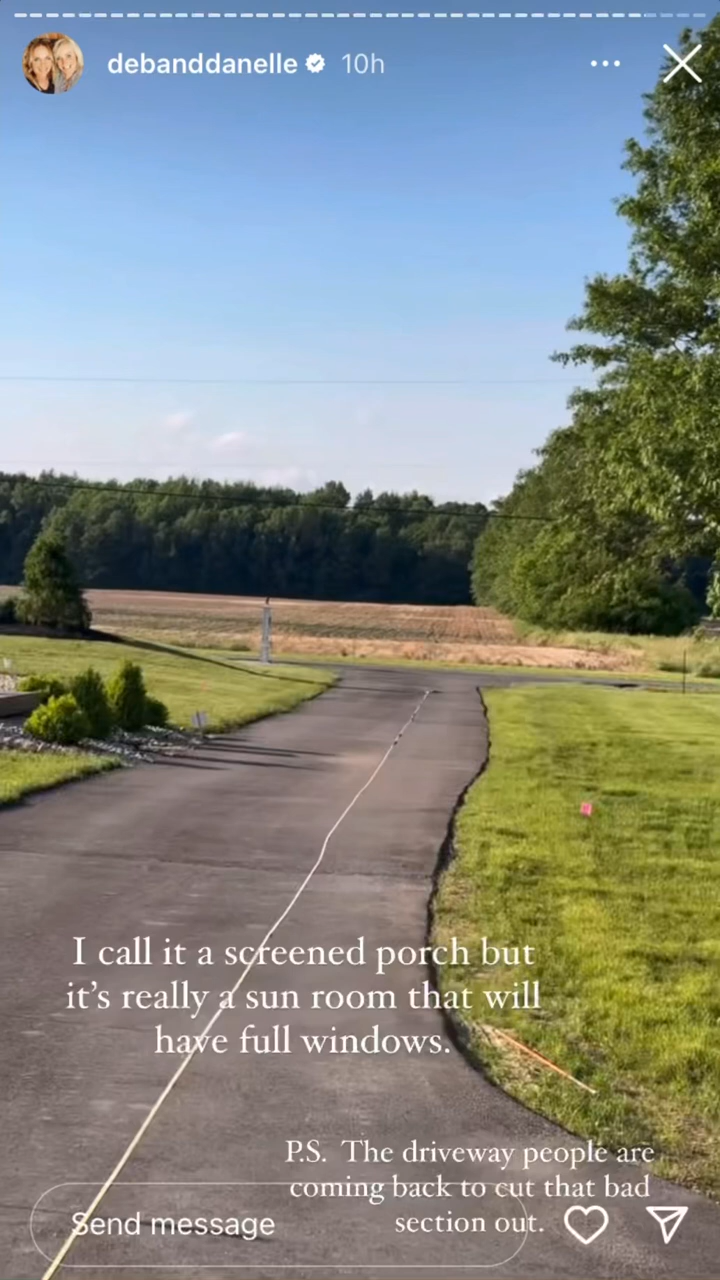 debanddanelle 10h
I call it a screened porch but
it's really a sun room that will
have full windows.
P.S. The driveway people are
coming back to cut that bad
section out.
Send message